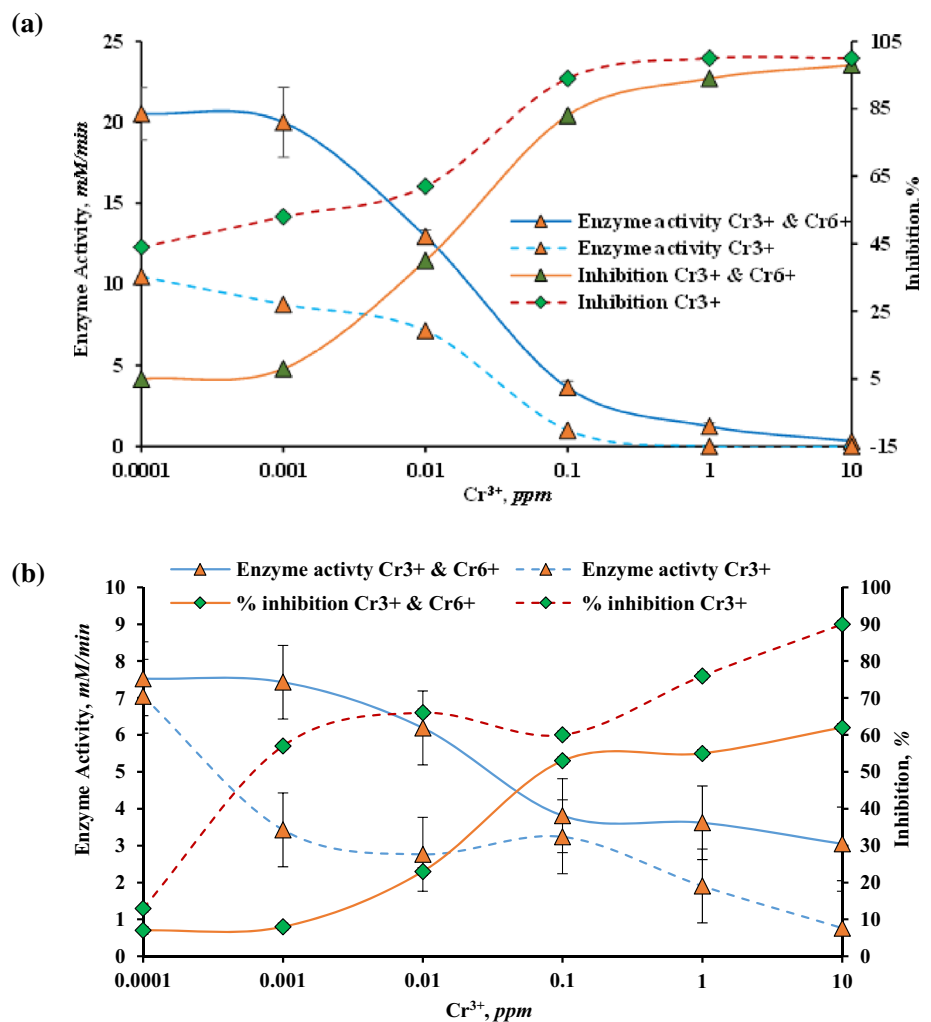 (a)
25
20
15
10
5
0
Enzyme Activity, mM/min
105
85
65
45
25
5
-15
Inhibition,%
Enzyme activity Cr3+ & Cr6+
Enzyme activity Cr3+
Inhibition Cr3+ & Cr6+
Inhibition Cr3+
0.0001 0.001 0.01 0.1 1 10
Cr³⁺, ppm
(b)
Enzyme activty Cr3+ & Cr6+ Enzyme activty Cr3+
% inhibition Cr3+ & Cr6+ % inhibition Cr3+
10
9
8
7
6
5
4
3
2
1
0
Enzyme Activity, mM/min
100
90
80
70
60
50
40
30
20
10
0
Inhibition, %
0.0001 0.001 0.01 0.1 1 10
Cr³⁺, ppm